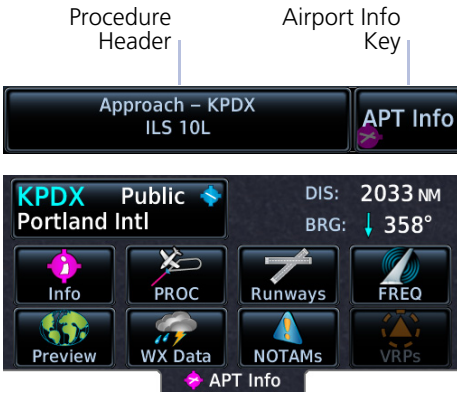 Procedure Header
Airport Info Key
Approach – KPDX
ILS 10L
APT Info
KPDX Public
Portland Intl
DIS: 2033 NM
BRG: 358°
Info
PROC
Runways
FREQ
Preview
WX Data
NOTAMs
VRPs
APT Info